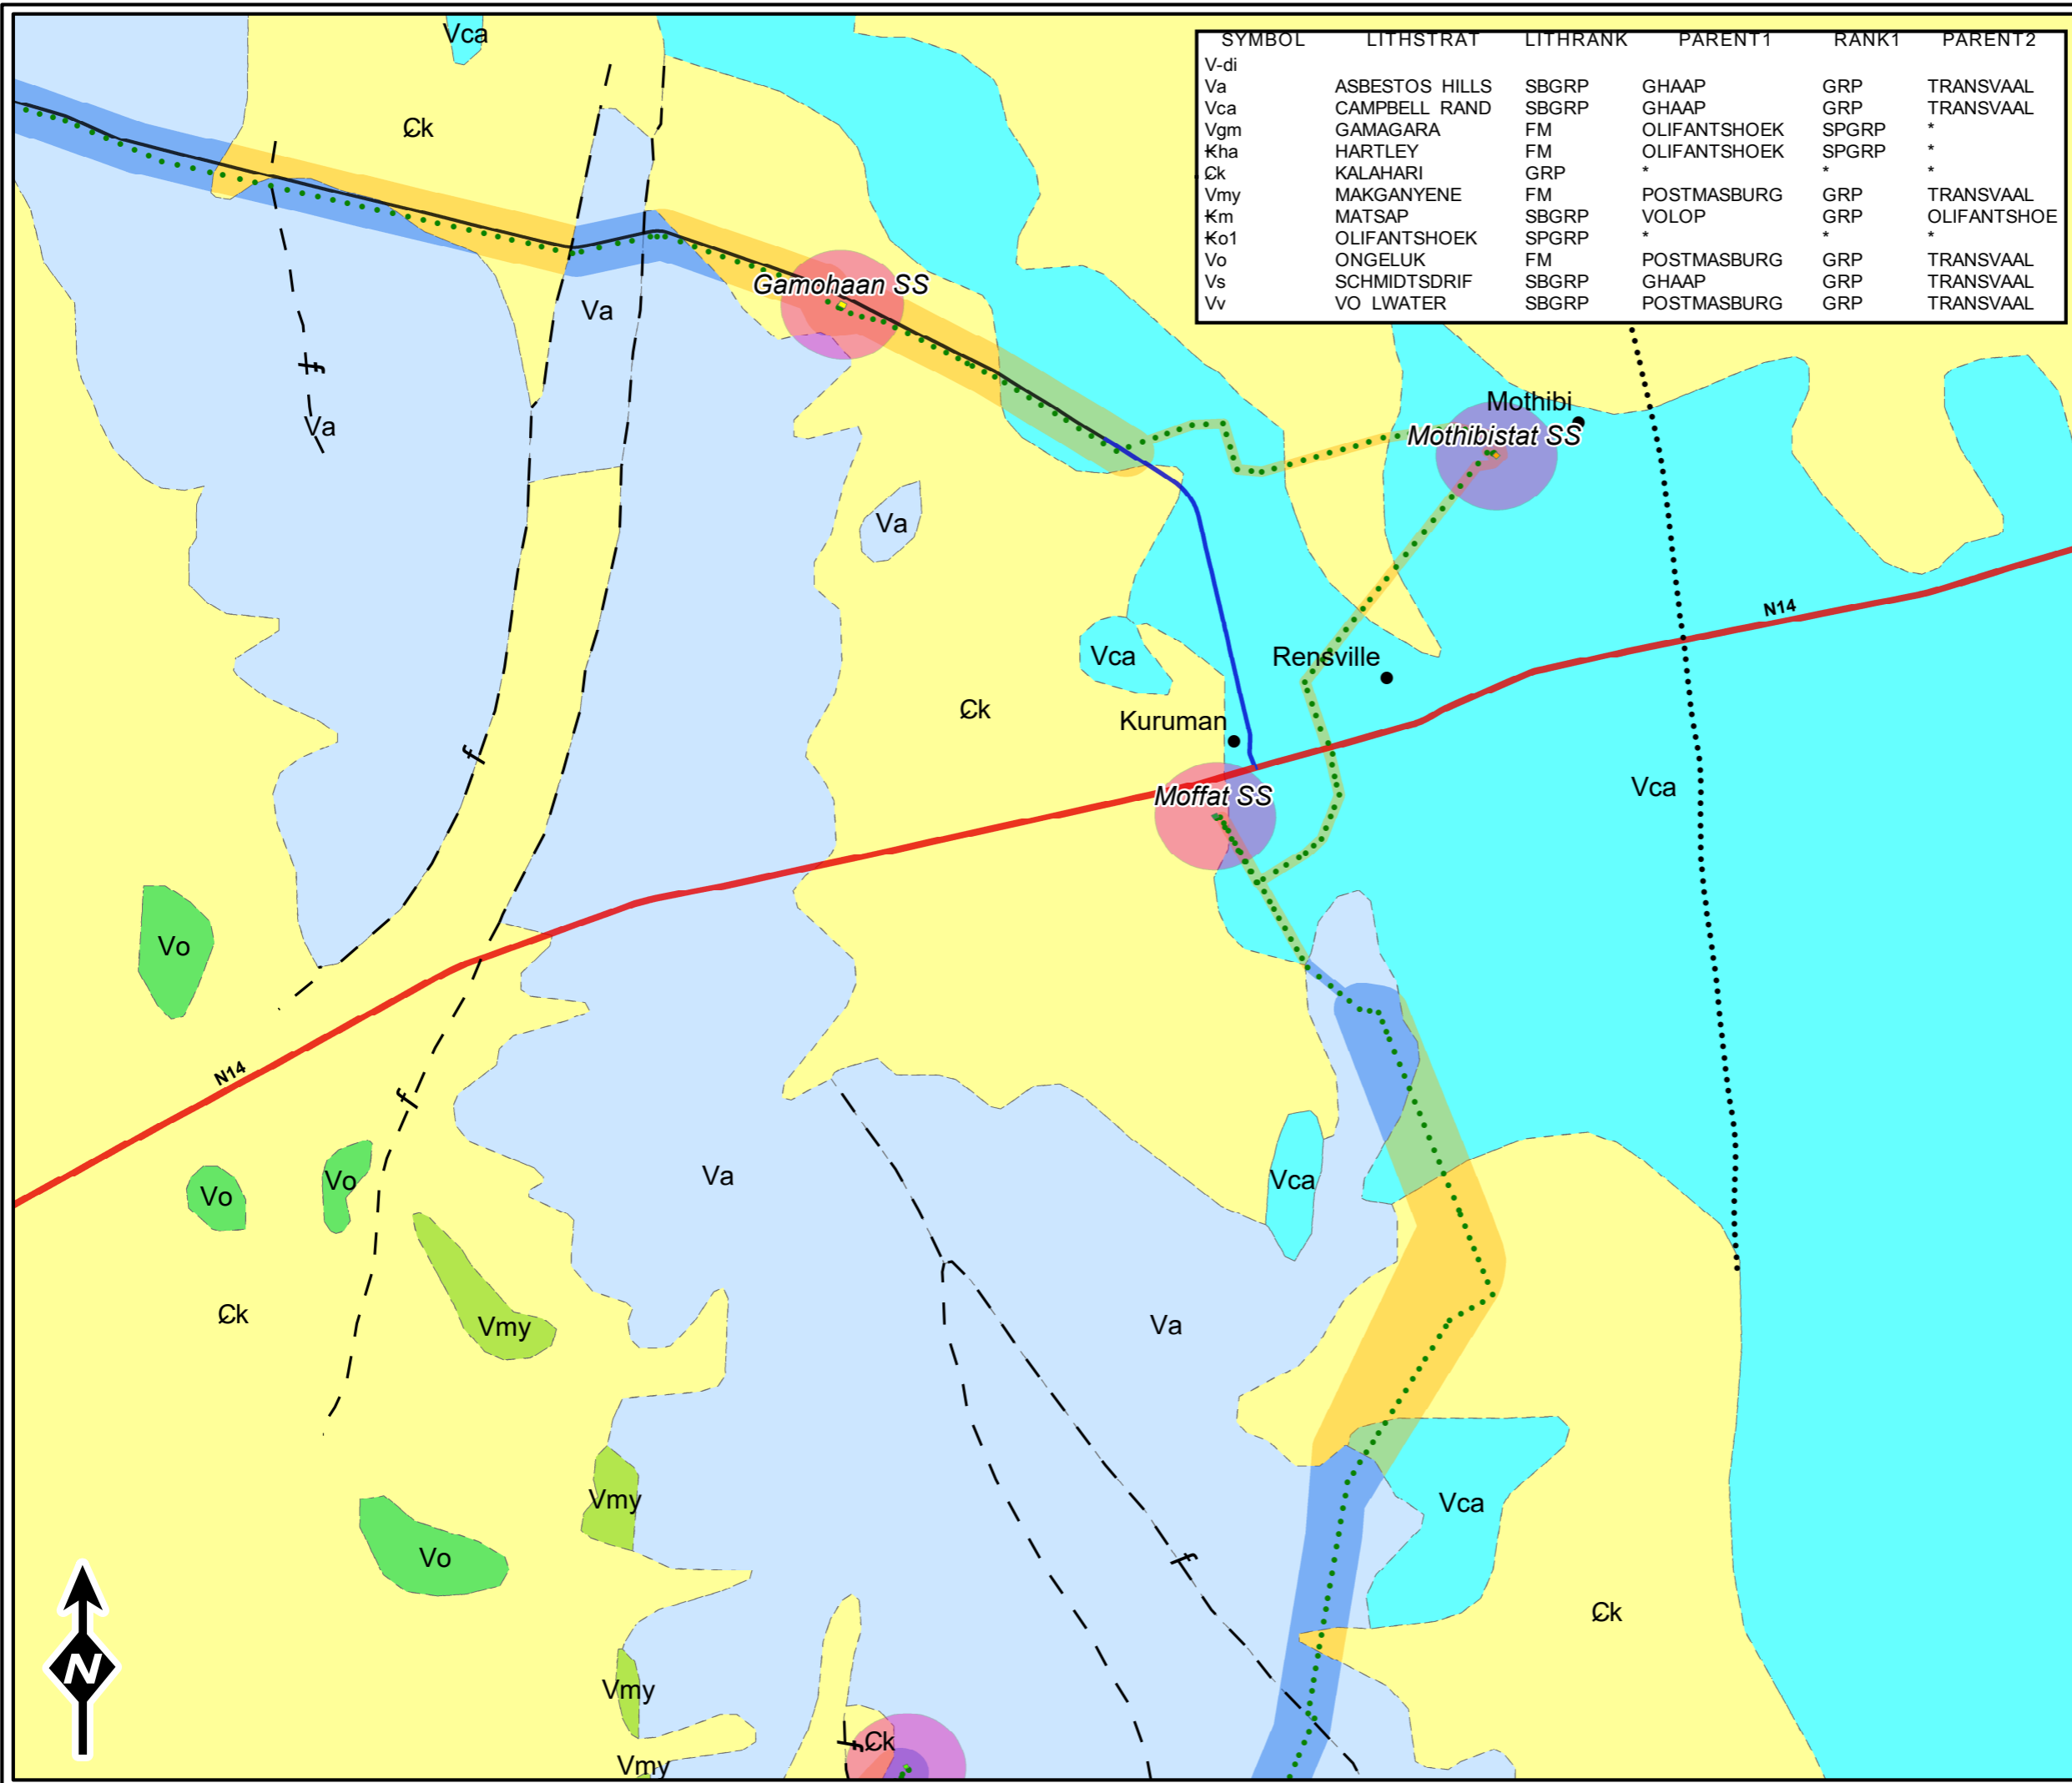 Vca
SYMBOL LITHSTRAT LITHRANK PARENT1 RANK1 PARENT2
V-di
Va ASBESTOS HILLS SBGRP GHAAP GRP TRANSVAAL
Vca CAMPBELL RAND SBGRP GHAAP GRP TRANSVAAL
Vgm GAMAGARA FM OLIFANTSHOEK SPGRP *
Kha HARTLEY FM OLIFANTSHOEK SPGRP *
Ck KALAHARI GRP * * *
Vmy MAKGANYENE FM POSTMASBURG GRP TRANSVAAL
Km MATSAP SBGRP VOLOP GRP OLIFANTSHOE
Ko1 OLIFANTSHOEK SPGRP * * *
Vo ONGELUK FM POSTMASBURG GRP TRANSVAAL
Vs SCHMIDTSDRIF SBGRP GHAAP GRP TRANSVAAL
Vv VO LWATER SBGRP POSTMASBURG GRP TRANSVAAL
Ck
Gamohaan SS
Va
f
Va
Mothibi
Mothibistat SS
Va
N14
Vca
Rensville
Ck
Kuruman
f
Vca
Moffat SS
Vo
N14
f
Va
Vo
Vo
Vca
Ck
Vmy
Va
Vmy
Vca
Vo
f
Ck
N
Vmy
f
Ck
Vmy